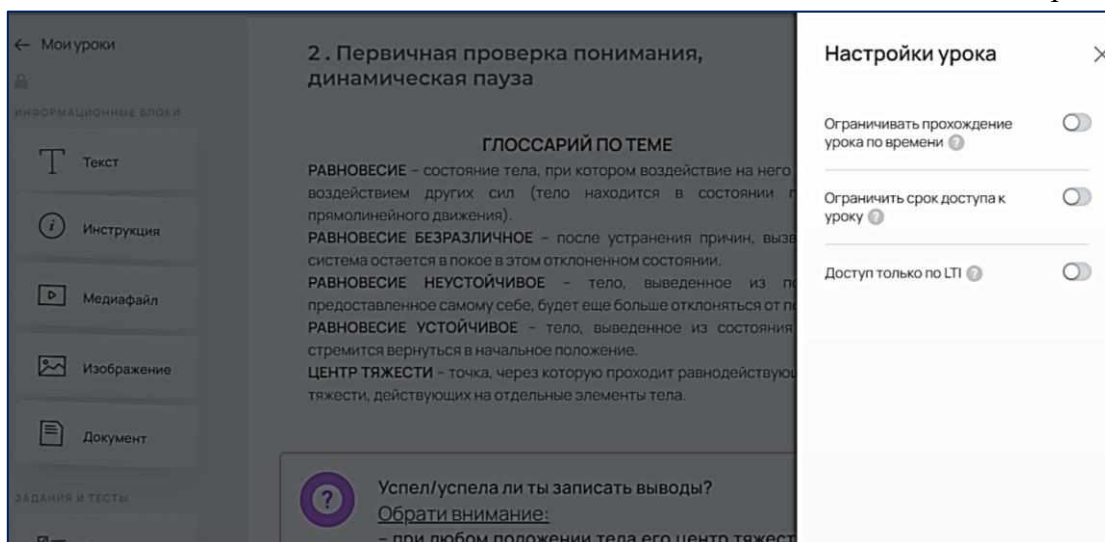 ← Мои уроки
ИНФОРМАЦИОННЫЕ БЛОКИ
Текст
Инструкция
Медиафайл
Изображение
Документ
ЗАДАНИЯ И ТЕСТЫ
2. Первичная проверка понимания,
динамическая пауза
ГЛОССАРИЙ ПО ТЕМЕ
РАВНОВЕСИЕ – состояние тела, при котором воздействие на него
воздействием других сил (тело находится в состоянии п
прямолинейного движения).
РАВНОВЕСИЕ БЕЗРАЗЛИЧНОЕ – после устранения причин, вызв
система остается в покое в этом отклоненном состоянии.
РАВНОВЕСИЕ НЕУСТОЙЧИВОЕ – тело, выведенное из п
предоставленное самому себе, будет еще больше отклоняться от п
РАВНОВЕСИЕ УСТОЙЧИВОЕ – тело, выведенное из состояния
стремится вернуться в начальное положение.
ЦЕНТР ТЯЖЕСТИ – точка, через которую проходит равнодействую
тяжести, действующих на отдельные элементы тела.
Успел/успела ли ты записать выводы?
Обрати внимание:
– при любом положении тела его центр тяжест
Настройки урока
Ограничивать прохождение
урока по времени
Ограничить срок доступа к
уроку
Доступ только по LTI